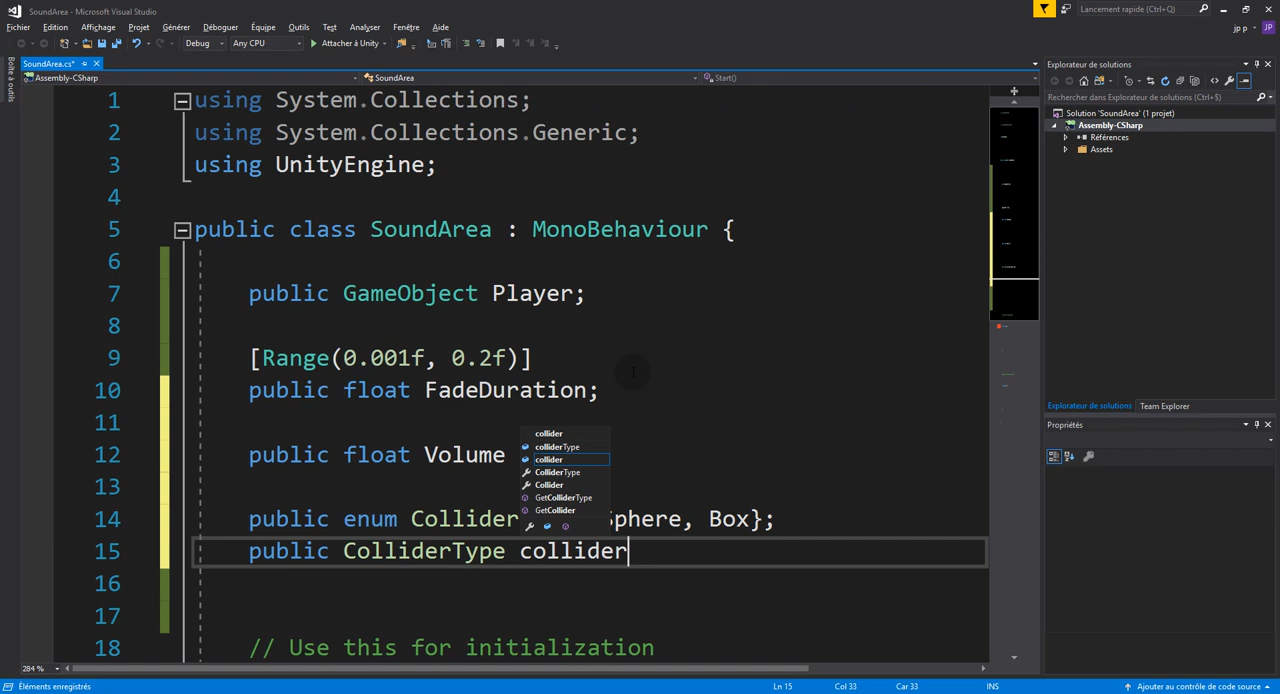 SoundArea - Microsoft Visual Studio
Lancement rapide (Ctrl+Q)
Fichier Edition Affichage Projet Générer Déboguer Équipe Outils Test Analyser Fenêtre Aide
jp p JP
Debug Any CPU Attacher à Unity
Boîte à outils
SoundArea.cs*
Assembly-CSharp SoundArea Start()
1 using System.Collections;
2 using System.Collections.Generic;
3 using UnityEngine;
4
5 public class SoundArea : MonoBehaviour {
6
7 public GameObject Player;
8
9 [Range(0.001f, 0.2f)]
10 public float FadeDuration;
11
12 public float Volume
13
14 public enum Collider Sphere, Box};
15 public ColliderType collider
16
17
18 // Use this for initialization
collider
colliderType
collider
ColliderType
Collider
GetColliderType
GetCollider
284 %
Explorateur de solutions
Rechercher dans Explorateur de solutions (Ctrl+$)
Solution 'SoundArea' (1 projet)
Assembly-CSharp
Références
Assets
Explorateur de solutions Team Explorer
Propriétés
Éléments enregistrés Ln 15 Col 33 Car 33 INS Ajouter au contrôle de code source